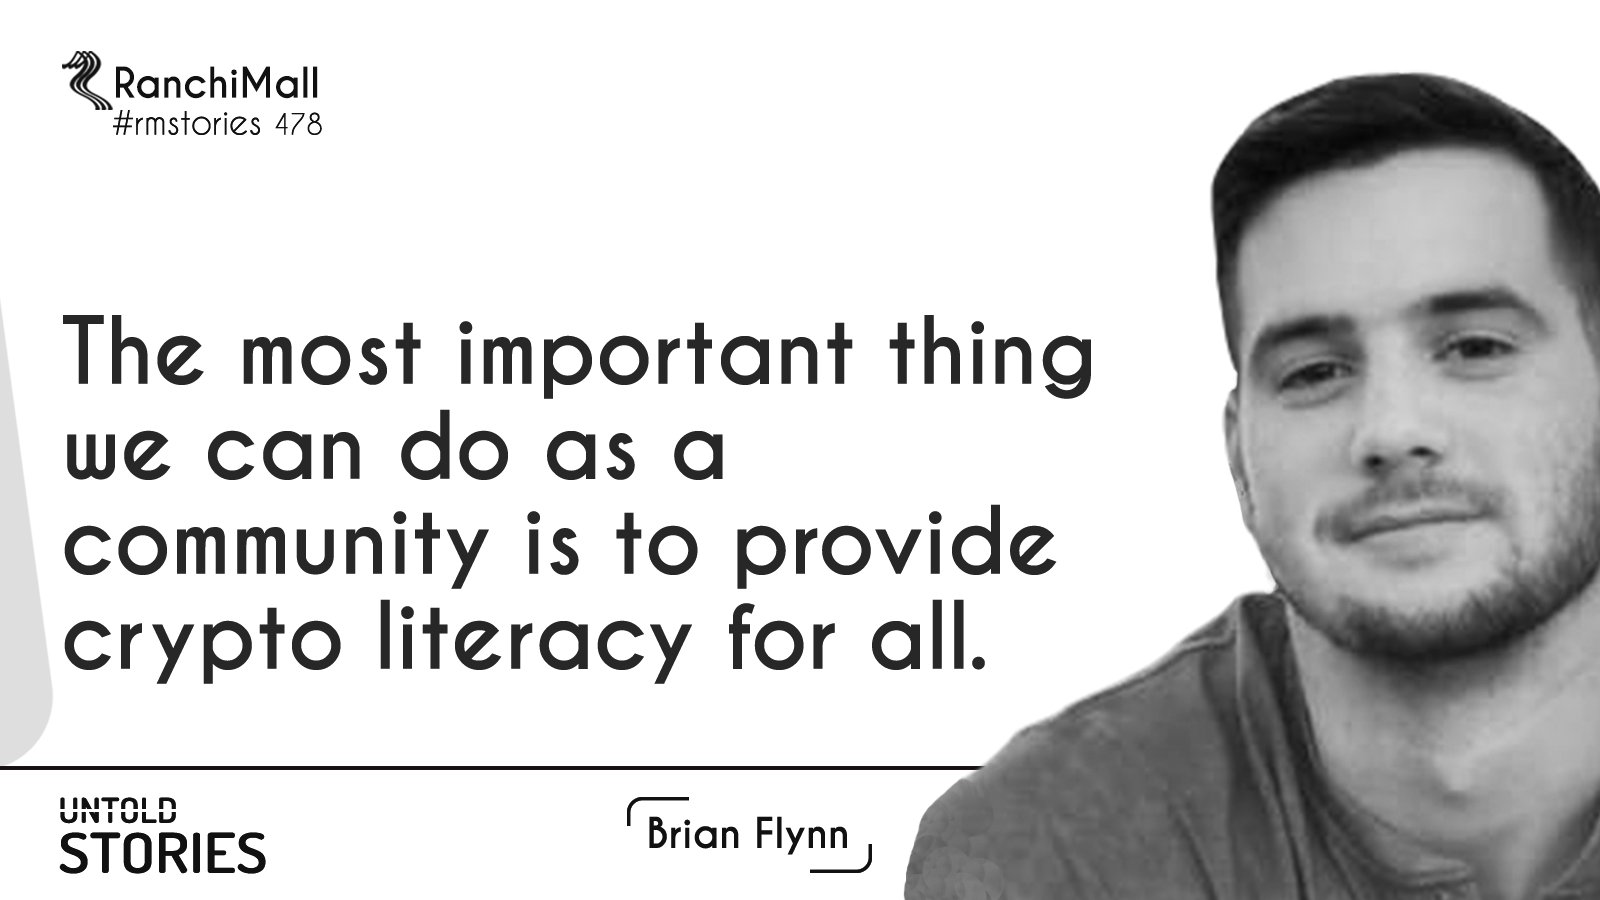 RanchiMall
#rmstories 478
The most important thing
we can do as a
community is to provide
crypto literacy for all.
UNTOLD
STORIES
Brian Flynn